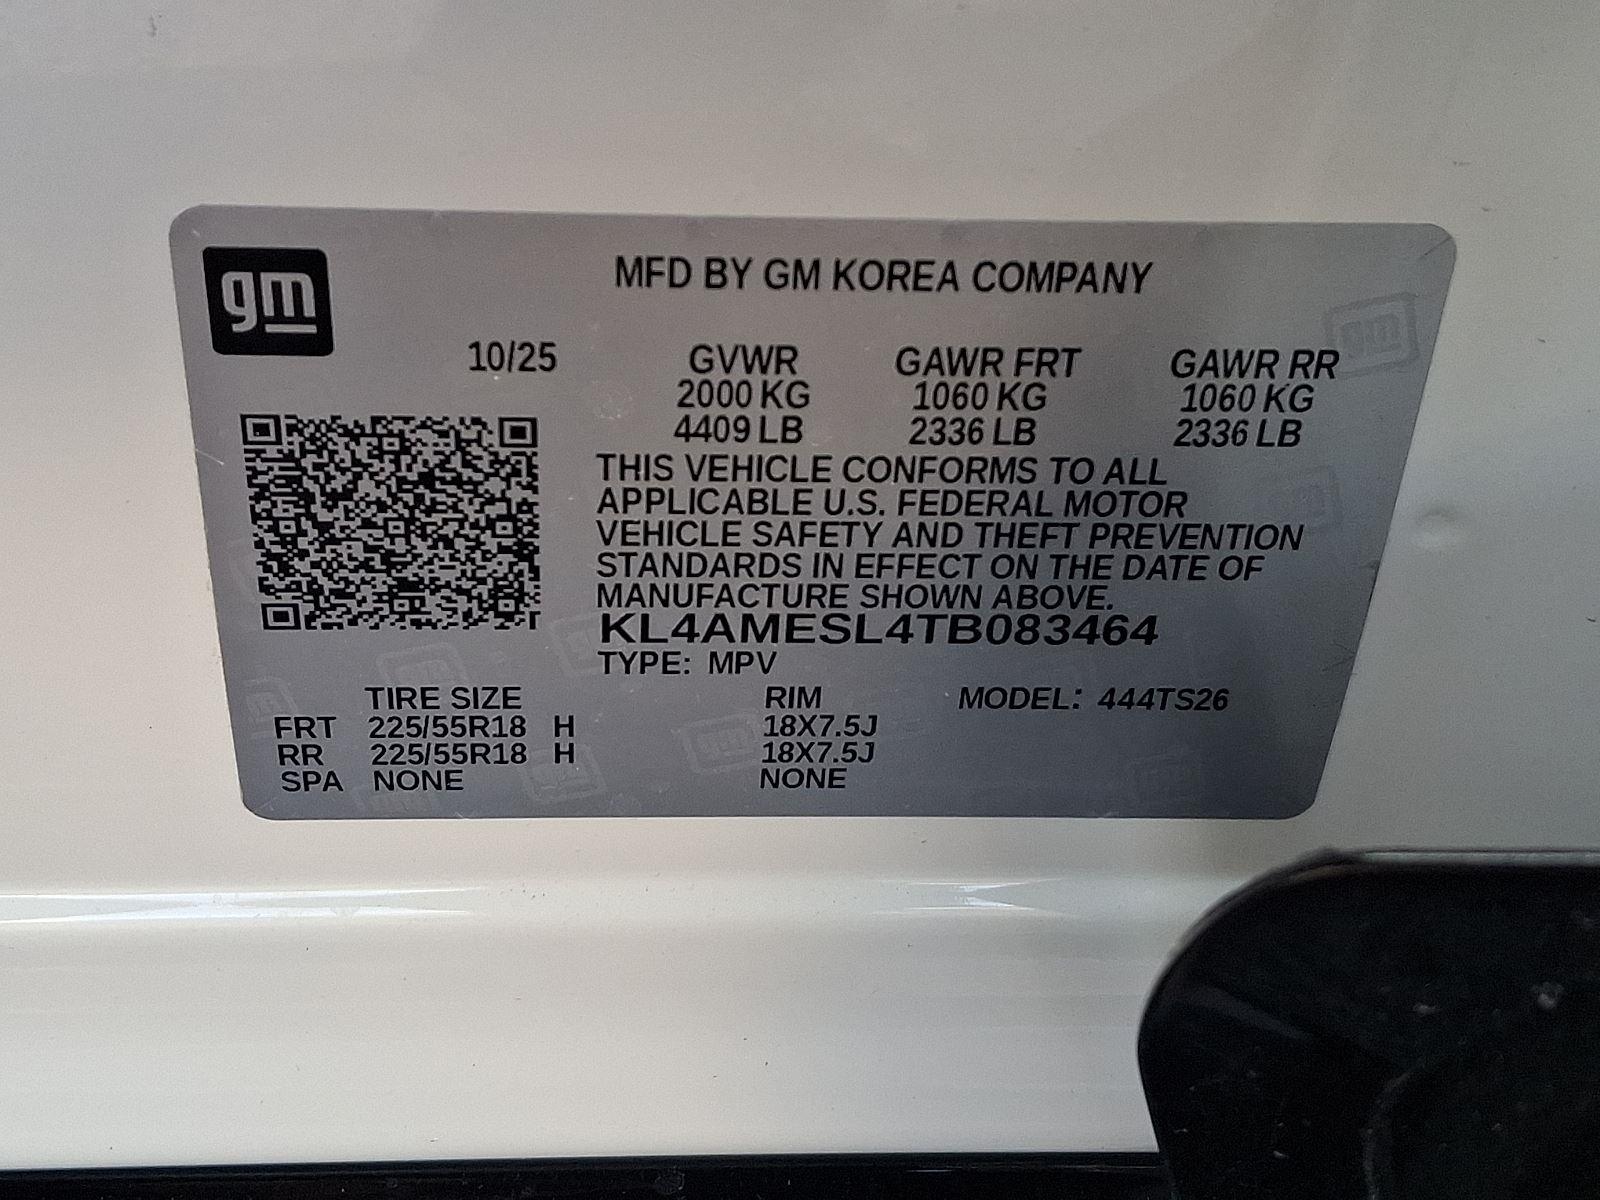 gm
MFD BY GM KOREA COMPANY
10/25 GVWR GAWR FRT GAWR RR
2000 KG 1060 KG 1060 KG
4409 LB 2336 LB 2336 LB
THIS VEHICLE CONFORMS TO ALL
APPLICABLE U.S. FEDERAL MOTOR
VEHICLE SAFETY AND THEFT PREVENTION
STANDARDS IN EFFECT ON THE DATE OF
MANUFACTURE SHOWN ABOVE.
KL4AMESL4TB083464
TYPE: MPV
TIRE SIZE RIM MODEL: 444TS26
FRT 225/55R18 H 18X7.5J
RR 225/55R18 H 18X7.5J
SPA NONE NONE